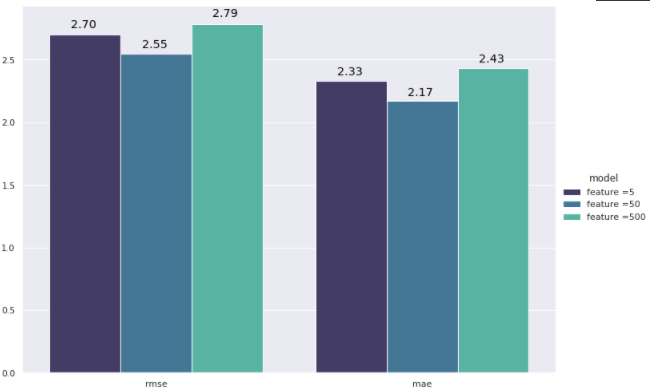 2.70
2.55
2.79
2.33
2.17
2.43
2.5
2.0
1.5
1.0
0.5
0.0
rmse
mae
model
feature =5
feature =50
feature =500